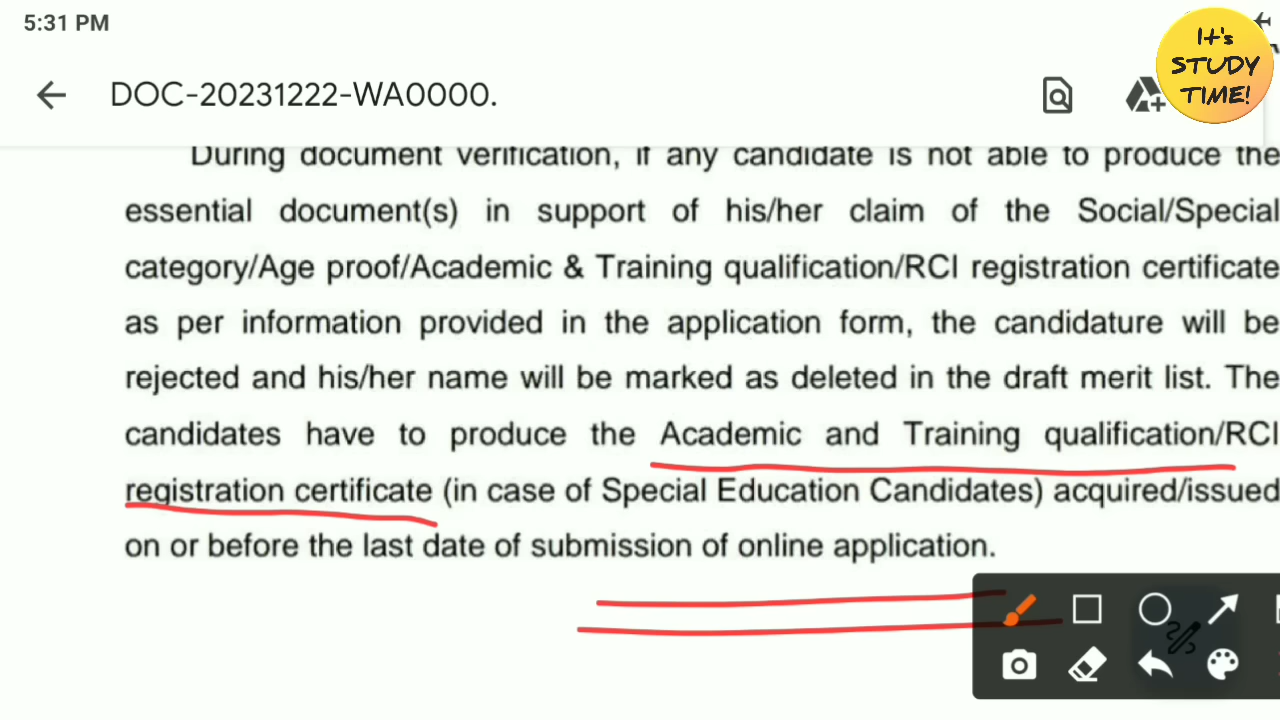 5:31 PM
It's
STUDY
TIME!
DOC-20231222-WA0000.
During document verification, if any candidate is not able to produce the
essential document(s) in support of his/her claim of the Social/Special
category/Age proof/Academic & Training qualification/RCI registration certificate
as per information provided in the application form, the candidature will be
rejected and his/her name will be marked as deleted in the draft merit list. The
candidates have to produce the Academic and Training qualification/RCI
registration certificate (in case of Special Education Candidates) acquired/issued
on or before the last date of submission of online application.